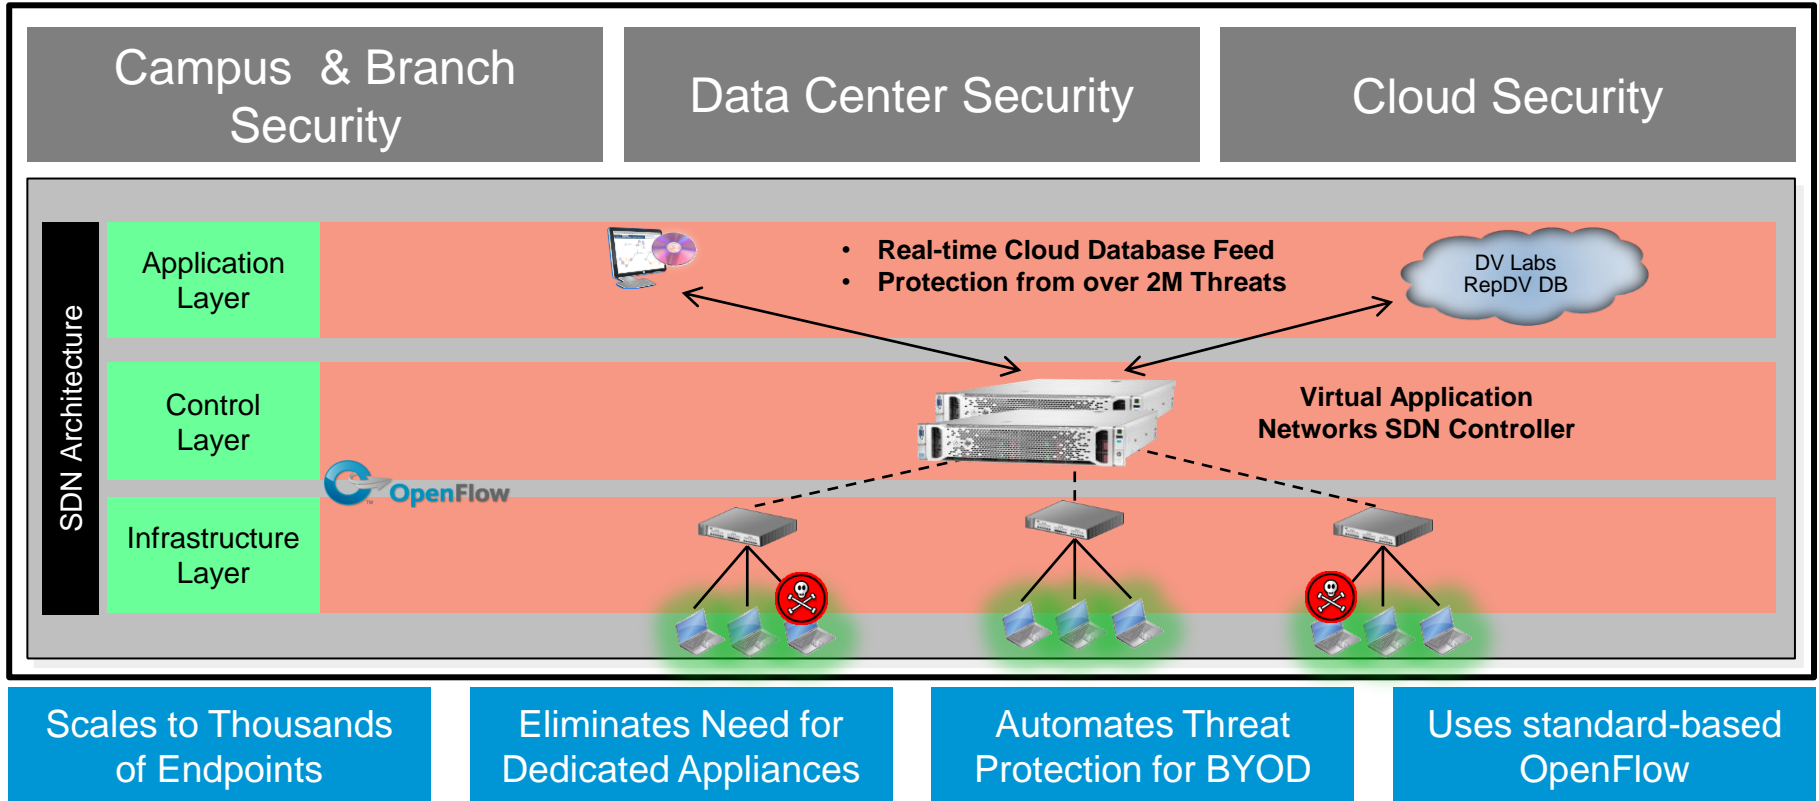 Campus & Branch
Security
Data Center Security
Cloud Security
SDN Architecture
Application
Layer
• Real-time Cloud Database Feed
• Protection from over 2M Threats
DV Labs
RepDV DB
Control
Layer
Virtual Application
Networks SDN Controller
OpenFlow
Infrastructure
Layer
Scales to Thousands
of Endpoints
Eliminates Need for
Dedicated Appliances
Automates Threat
Protection for BYOD
Uses standard-based
OpenFlow